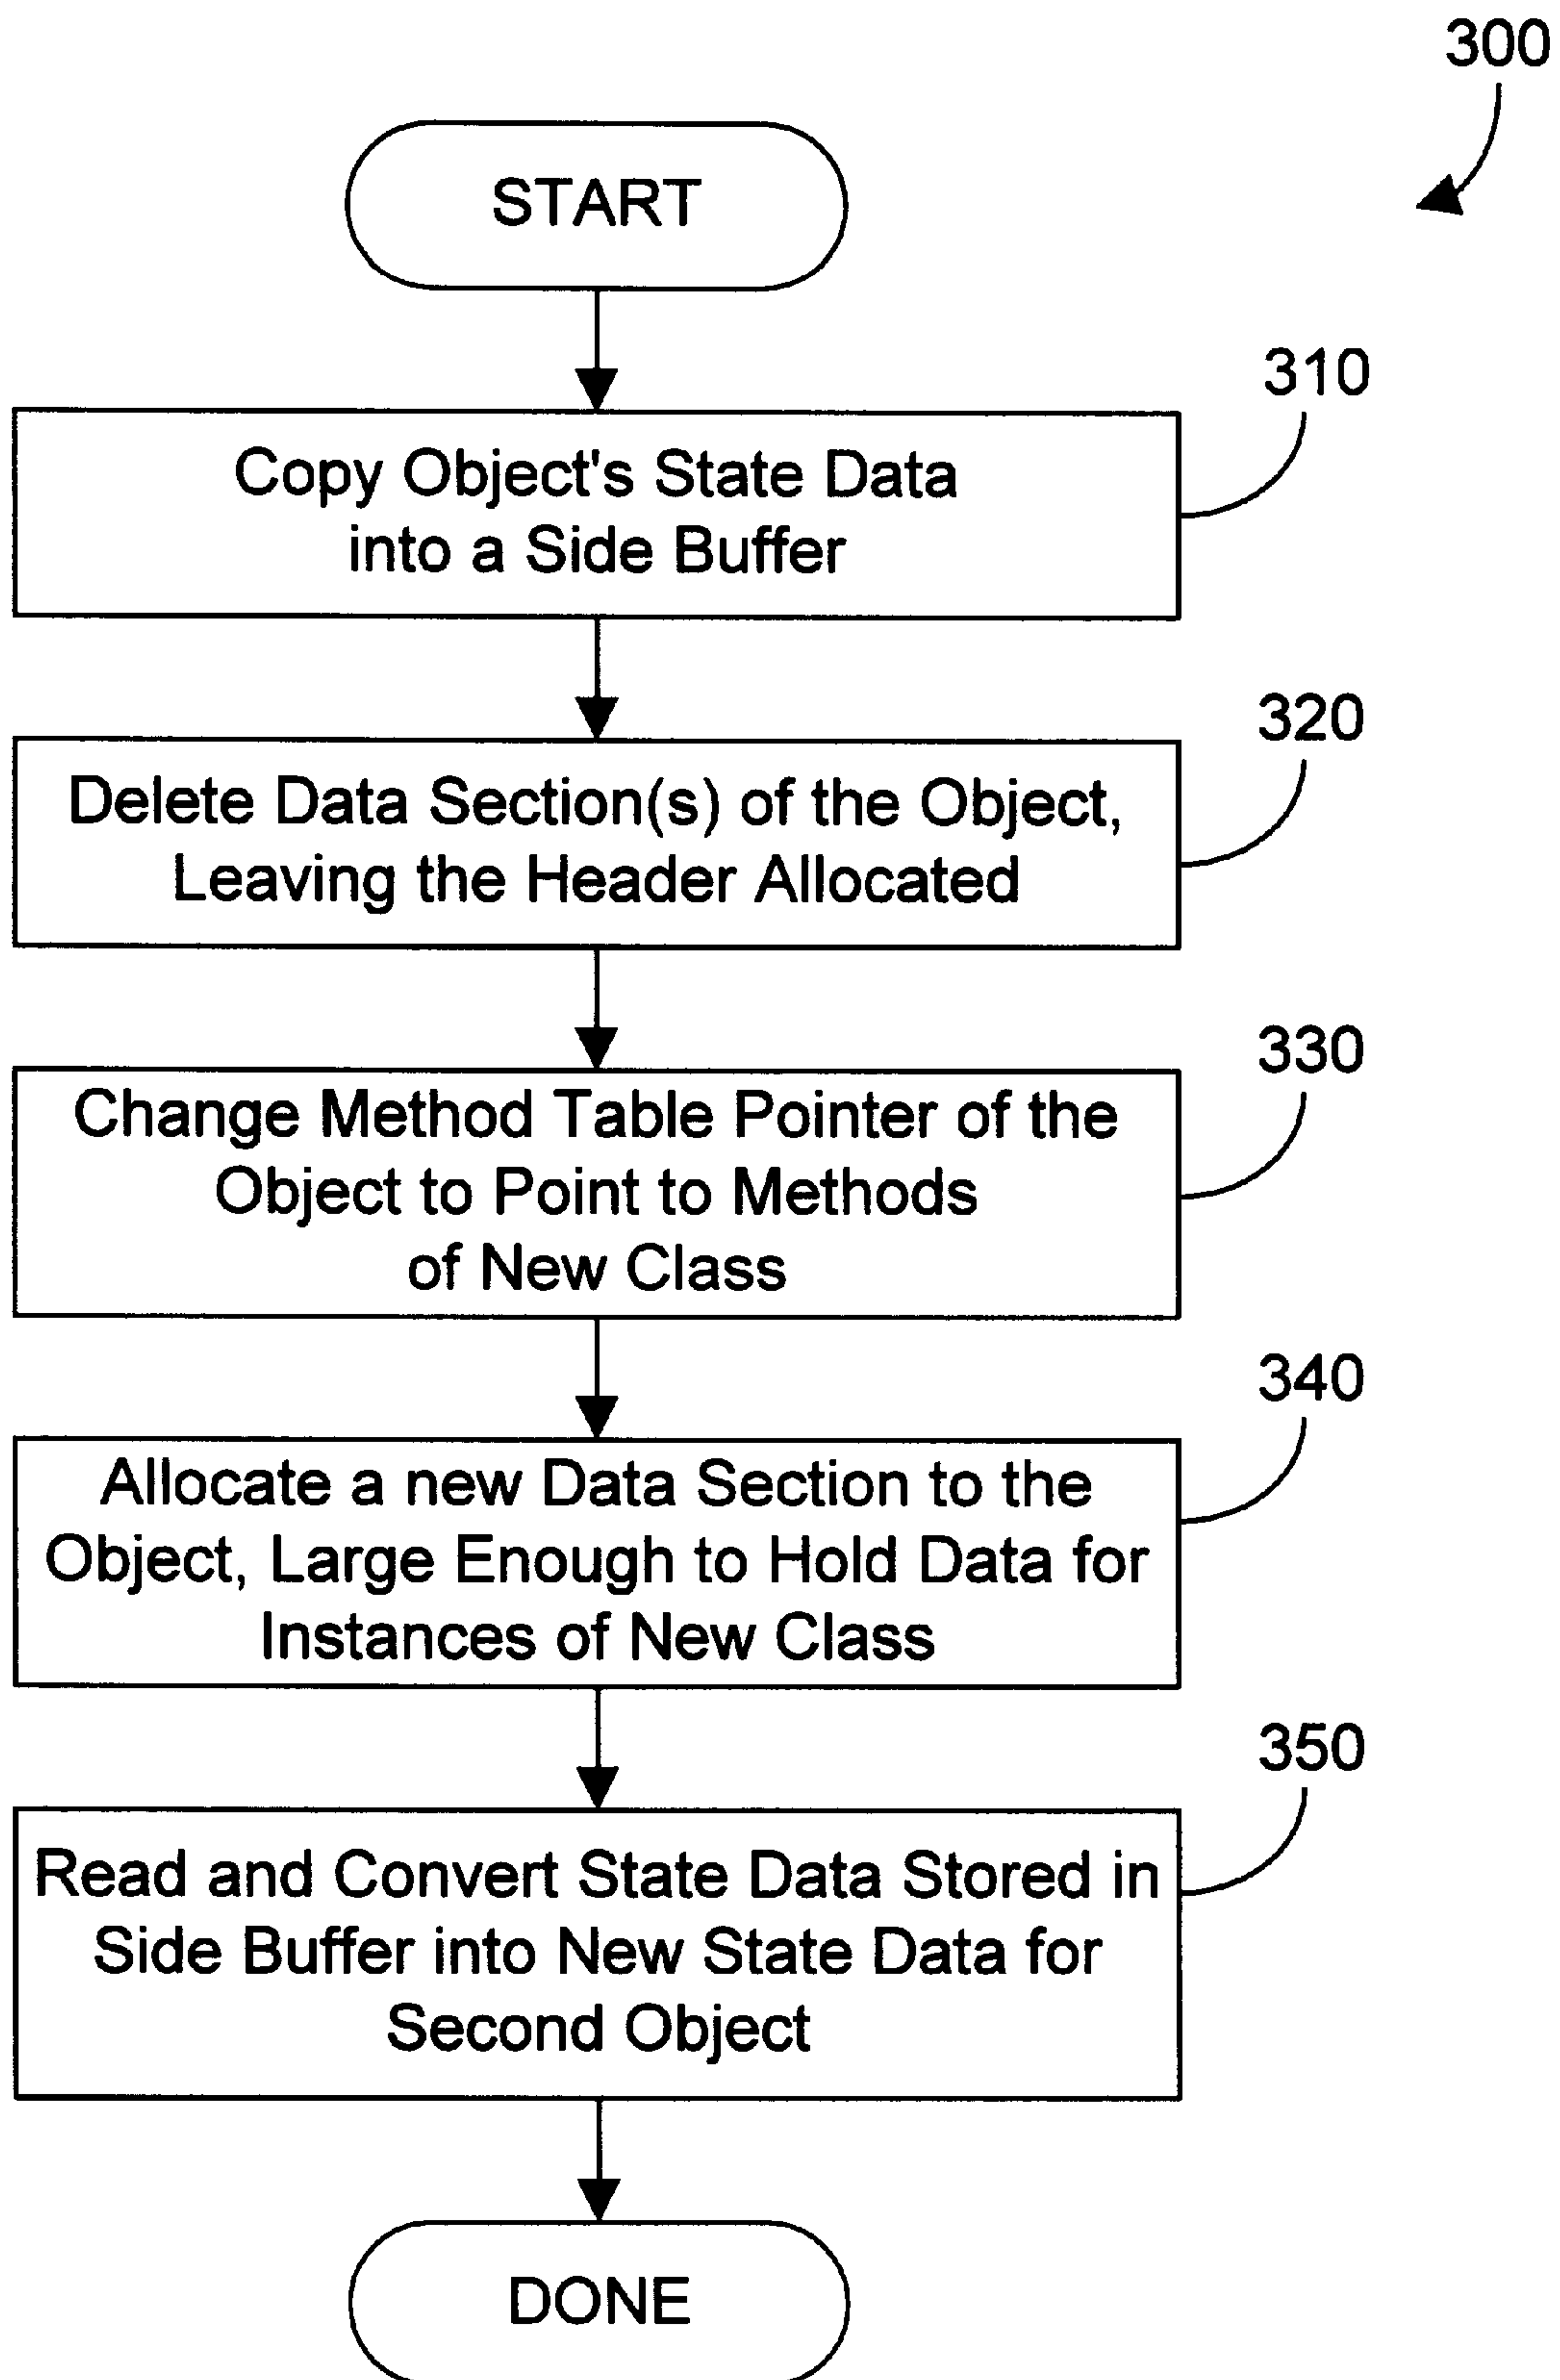 300
START
310
Copy Object's State Data
into a Side Buffer
320
Delete Data Section(s) of the Object,
Leaving the Header Allocated
330
Change Method Table Pointer of the
Object to Point to Methods
of New Class
340
Allocate a new Data Section to the
Object, Large Enough to Hold Data for
Instances of New Class
350
Read and Convert State Data Stored in
Side Buffer into New State Data for
Second Object
DONE